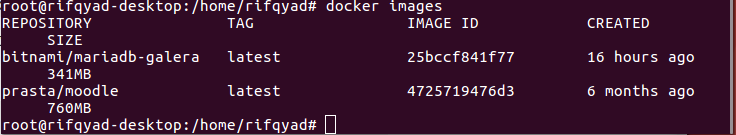 root@rifqyad-desktop:/home/rifqyad# docker images
REPOSITORY TAG IMAGE ID CREATED
SIZE
bitnami/mariadb-galera latest 25bccf841f77 16 hours ago
341MB
prasta/moodle latest 4725719476d3 6 months ago
760MB
root@rifqyad-desktop:/home/rifqyad#